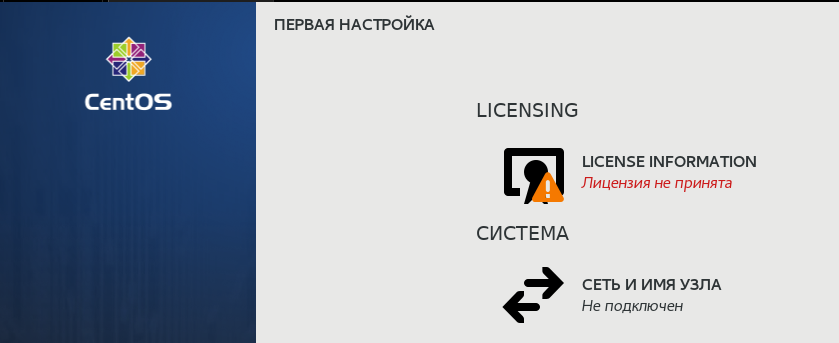 ПЕРВАЯ НАСТРОЙКА
CentOS
LICENSING
LICENSE INFORMATION
Лицензия не принята
СИСТЕМА
СЕТЬ И ИМЯ УЗЛА
Не подключен